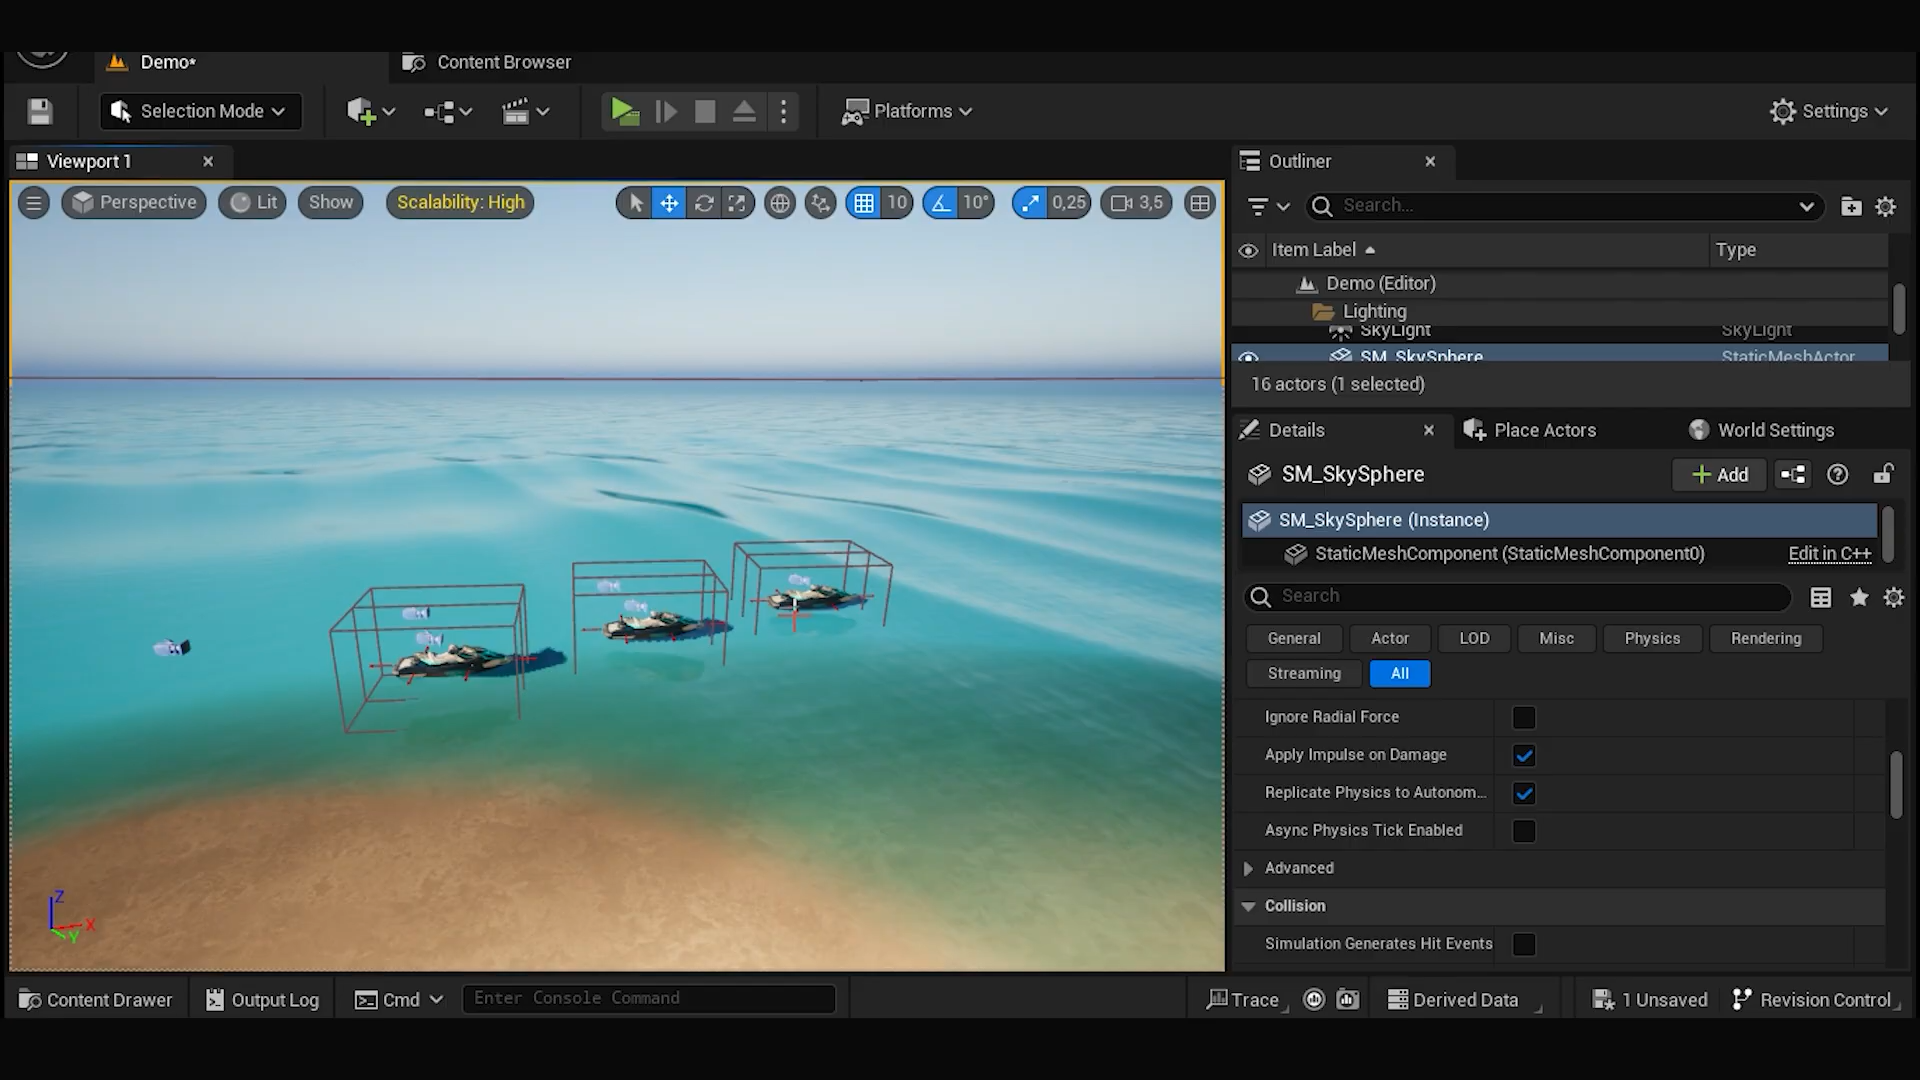 Demo*
Content Browser
Selection Mode
Platforms
Settings
Viewport 1
Outliner
Perspective
Lit
Show
Scalability: High
10
10°
0,25
3,5
Search...
Item Label
Type
Demo (Editor)
Lighting
SkyLight
SkyLight
SM_SkySphere
StaticMeshActor
16 actors (1 selected)
Details
Place Actors
World Settings
SM_SkySphere
Add
SM_SkySphere (Instance)
StaticMeshComponent (StaticMeshComponent0)
Edit in C++
Search
General
Actor
LOD
Misc
Physics
Rendering
Streaming
All
Ignore Radial Force
Apply Impulse on Damage
Replicate Physics to Autonom...
Async Physics Tick Enabled
Advanced
Collision
Simulation Generates Hit Events
Z
X
Y
Content Drawer
Output Log
Cmd
Enter Console Command
Trace
Derived Data
1 Unsaved
Revision Control